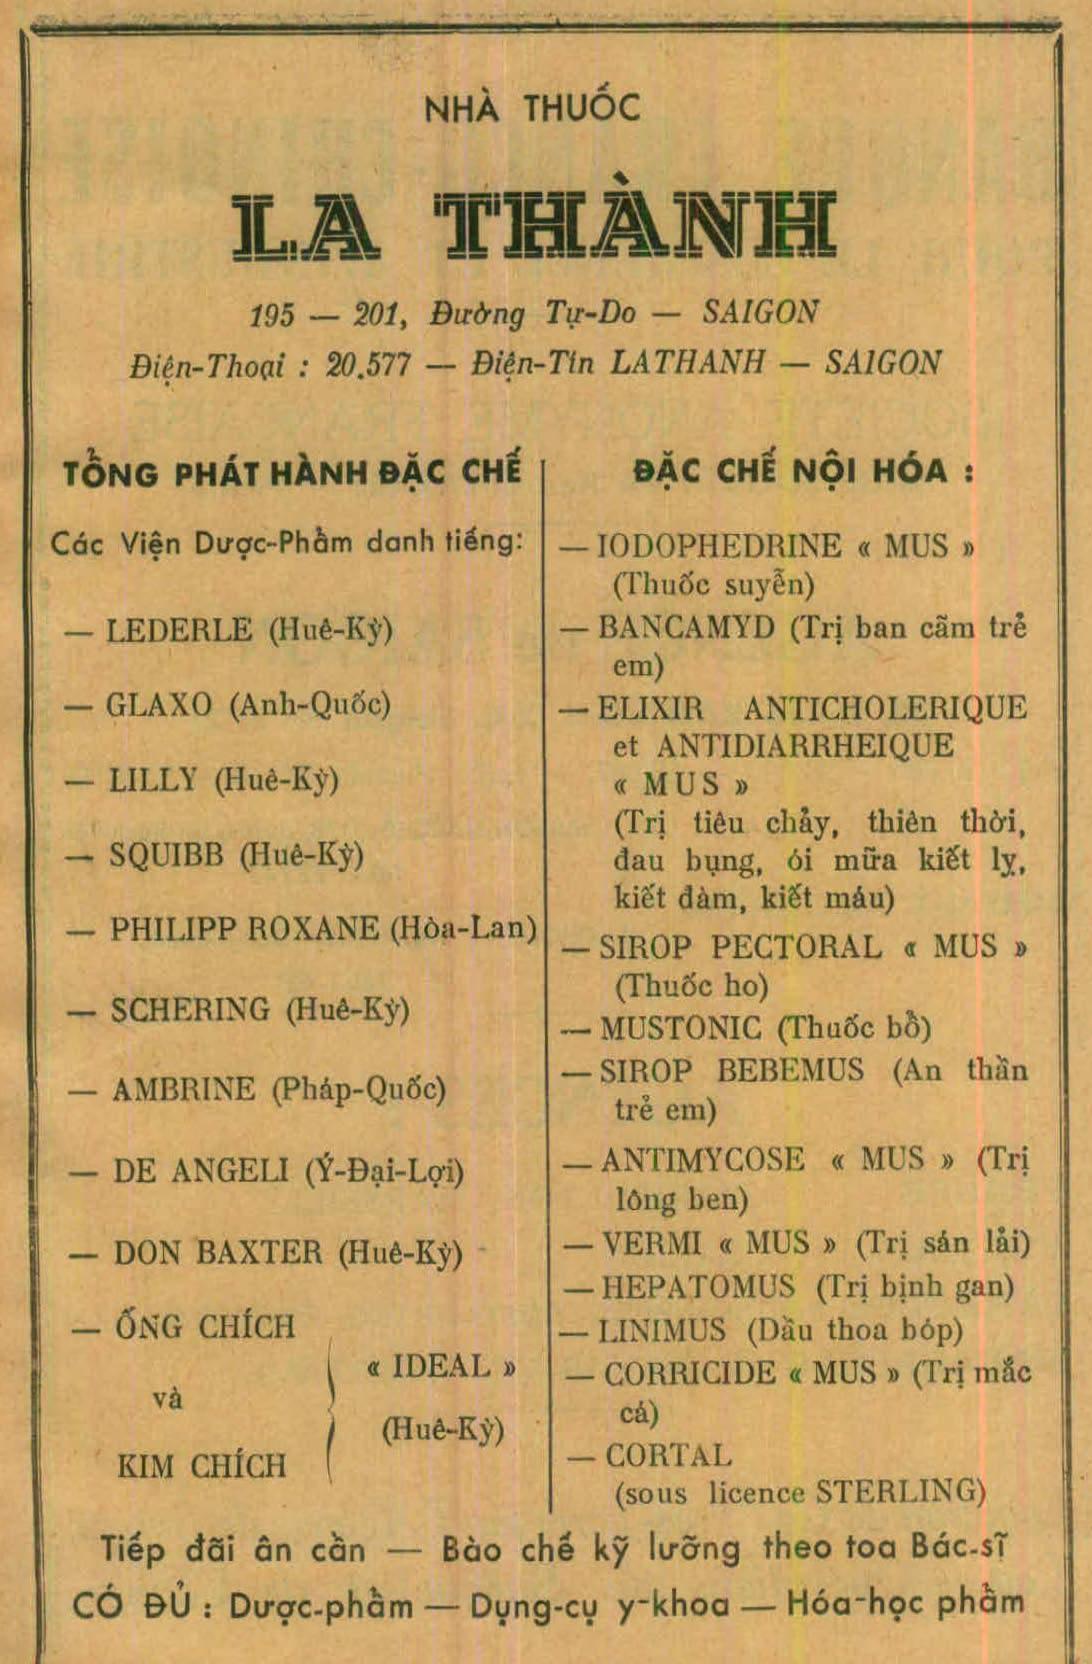 NHÀ THUỐC
LA THÀNH
195 — 201, Đường Tự-Do — SAIGON
Điện-Thoại : 20.577 — Điện-Tín LATHANH — SAIGON
TỔNG PHÁT HÀNH ĐẶC CHẾ
Các Viện Dược-Phẩm danh tiếng:
— LEDERLE (Huê-Kỳ)
— GLAXO (Anh-Quốc)
— LILLY (Huê-Kỳ)
— SQUIBB (Huê-Kỳ)
— PHILIPP ROXANE (Hòa-Lan)
— SCHERING (Huê-Kỳ)
— AMBRINE (Pháp-Quốc)
— DE ANGELI (Ý-Đại-Lợi)
— DON BAXTER (Huê-Kỳ)
— ỐNG CHÍCH
và
KIM CHÍCH
« IDEAL »
(Huê-Kỳ)
ĐẶC CHẾ NỘI HÓA :
— IODOPHEDRINE « MUS »
(Thuốc suyễn)
— BANCAMYD (Trị ban cãm trẻ
em)
— ELIXIR ANTICHOLERIQUE
et ANTIDIARRHEIQUE
« MUS »
(Trị tiêu chảy, thiên thời,
đau bụng, ói mữa kiết lỵ,
kiết đàm, kiết máu)
— SIROP PECTORAL « MUS »
(Thuốc ho)
— MUSTONIC (Thuốc bổ)
— SIROP BEBEMUS (An thần
trẻ em)
— ANTIMYCOSE « MUS » (Trị
lông ben)
— VERMI « MUS » (Trị sán lải)
— HEPATOMUS (Trị bịnh gan)
— LINIMUS (Dầu thoa bóp)
— CORRICIDE « MUS » (Trị mắc
cá)
— CORTAL
(sous licence STERLING)
Tiếp đãi ân cần — Bào chế kỹ lưỡng theo toa Bác-sĩ
CÓ ĐỦ : Dược-phẩm — Dụng-cụ y-khoa — Hóa-học phẩm